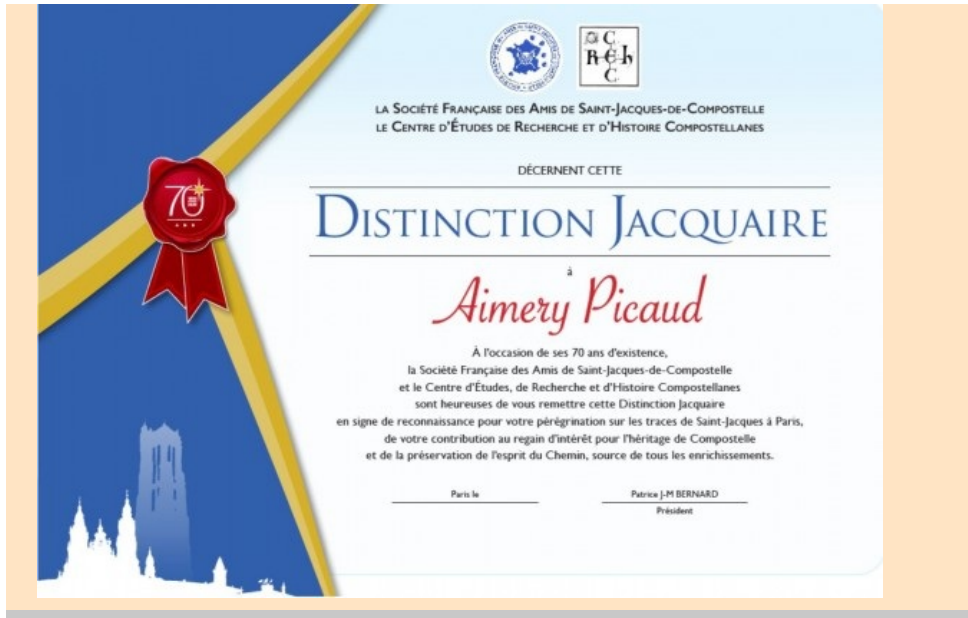 C
R Є h
C
LA SOCIÉTÉ FRANÇAISE DES AMIS DE SAINT-JACQUES-DE-COMPOSTELLE
LE CENTRE D'ÉTUDES DE RECHERCHE ET D'HISTOIRE COMPOSTELLANES
DÉCERNENT CETTE
DISTINCTION JACQUAIRE
à
Aimery Picaud
70
ANS
À l'occasion de ses 70 ans d'existence,
la Société Française des Amis de Saint-Jacques-de-Compostelle
et le Centre d'Études, de Recherche et d'Histoire Compostellanes
sont heureuses de vous remettre cette Distinction Jacquaire
en signe de reconnaissance pour votre pérégrination sur les traces de Saint-Jacques à Paris,
de votre contribution au regain d'intérêt pour l'héritage de Compostelle
et de la préservation de l'esprit du Chemin, source de tous les enrichissements.
Paris le
Patrice J-M BERNARD
Président